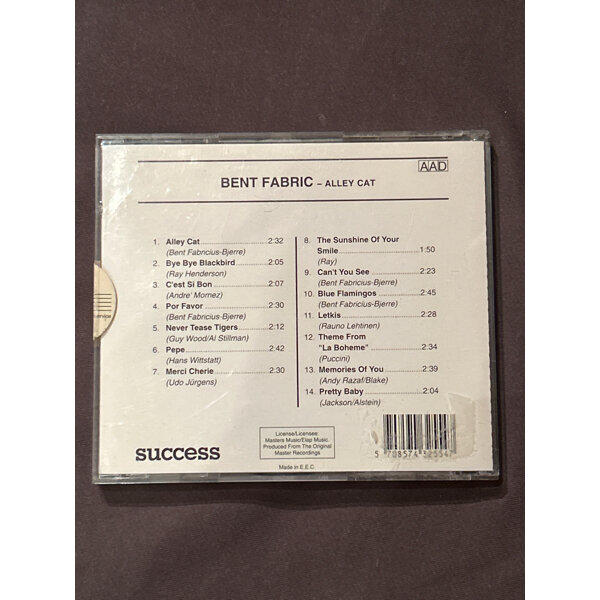 AAD
BENT FABRIC – ALLEY CAT
1. Alley Cat 2:32
(Bent Fabncius-Bjerre)
2. Bye Bye Blackbird 2:05
(Ray Henderson)
3. C'est Si Bon 2:07
(Andre' Mornez)
4. Por Favor 2:30
(Bent Fabricius-Bjerre)
5. Never Tease Tigers 2:12
(Guy Wood/Al Stillman)
6. Pepe 2:42
(Hans Wittstatt)
7. Merci Cherie 2:30
(Udo Jürgens)
8. The Sunshine Of Your
Smile 1:50
(Ray)
9. Can't You See 2:23
(Bent Fabricius-Bjerre)
10. Blue Flamingos 2:45
(Bent Fabricius-Bjerre)
11. Letkis 2:28
(Rauno Lehtinen)
12. Theme From
"La Boheme" 2:34
(Puccini)
13. Memories Of You 2:39
(Andy Razaf/Blake)
14. Pretty Baby 2:04
(Jackson/Alstein)
success
License/Licensee:
Masters Music/Elap Music.
Produced From The Original
Master Recordings
Made in E.E.C.
5 708574 325547